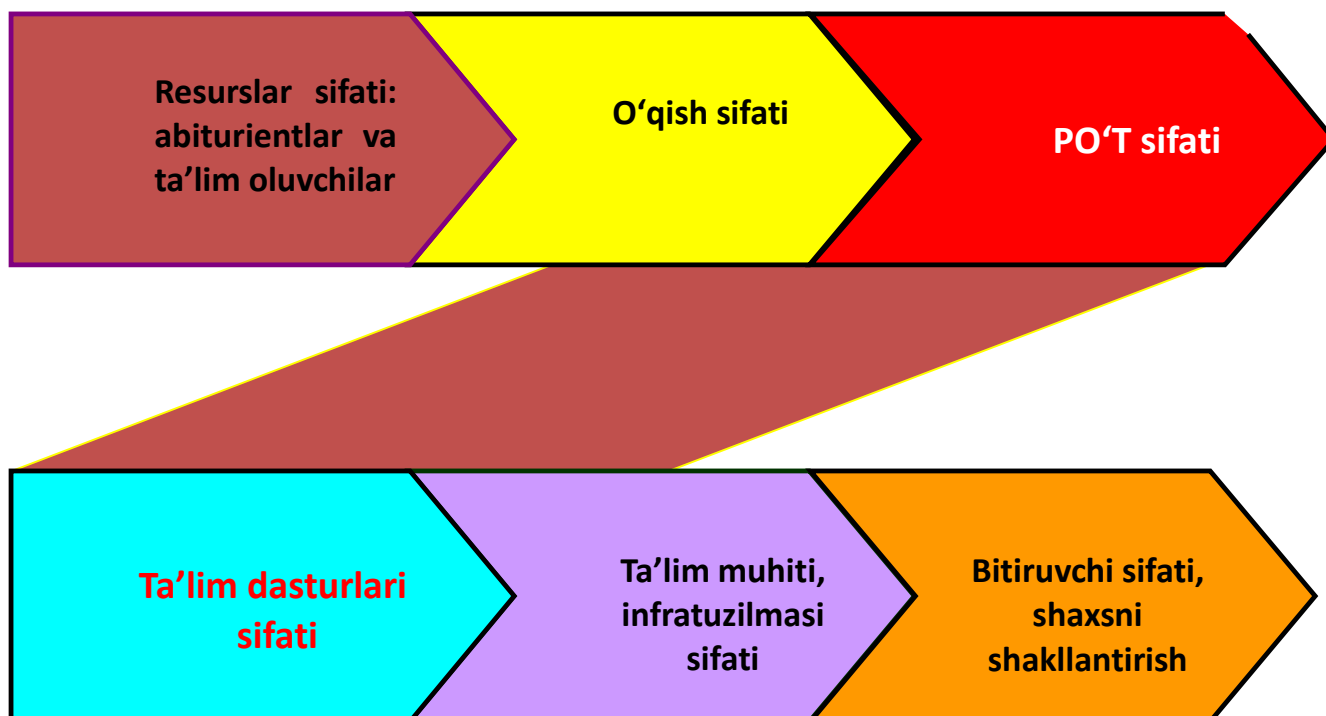 Resurslar sifati:
abiturientlar va
ta’lim oluvchilar
O‘qish sifati
PO‘T sifati
Ta’lim dasturlari
sifati
Ta’lim muhiti,
infratuzilmasi
sifati
Bitiruvchi sifati,
shaxsni
shakllantirish